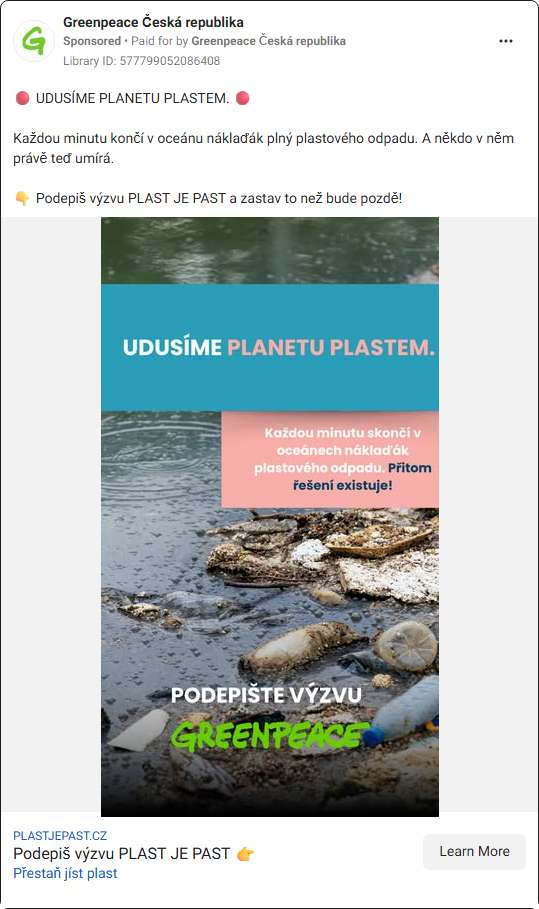 Greenpeace Česká republika
Sponsored • Paid for by Greenpeace Česká republika
Library ID: 577799052086408
🔴 UDUSÍME PLANETU PLASTEM. 🔴
Každou minutu končí v oceánu náklaďák plný plastového odpadu. A někdo v něm
právě teď umírá.
👇 Podepiš výzvu PLAST JE PAST a zastav to než bude pozdě!
UDUSÍME PLANETU PLASTEM.
Každou minutu skončí v
oceánech náklaďák
plastového odpadu. Přitom
řešení existuje!
PODEPIŠTE VÝZVU
GREENPEACE
PLASTJEPAST.CZ
Podepiš výzvu PLAST JE PAST 👉
Learn More
Přestaň jíst plast